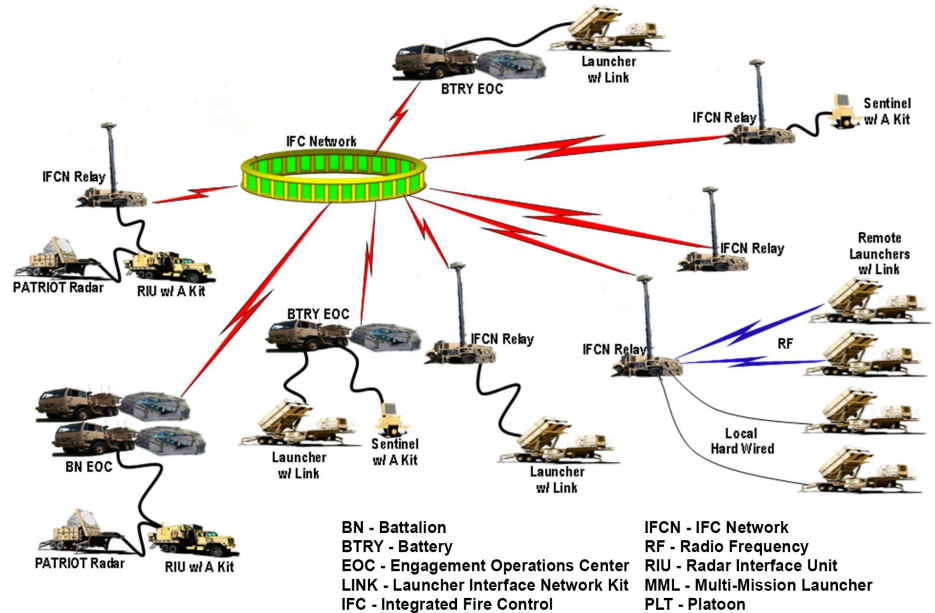 Launcher
w/ Link
BTRY EOC
IFCN Relay
Sentinel
w/ A Kit
IFC Network
IFCN Relay
PATRIOT Radar
RIU w/ A Kit
IFCN Relay
Remote
Launchers
w/ Link
BTRY EOC
IFCN Relay
IFCN Relay
RF
BN EOC
Launcher
w/ Link
Sentinel
w/ A Kit
Launcher
w/ Link
Local
Hard Wired
PATRIOT Radar
RIU w/ A Kit
BN - Battalion
BTRY - Battery
EOC - Engagement Operations Center
LINK - Launcher Interface Network Kit
IFC - Integrated Fire Control
IFCN - IFC Network
RF - Radio Frequency
RIU - Radar Interface Unit
MML - Multi-Mission Launcher
PLT - Platoon